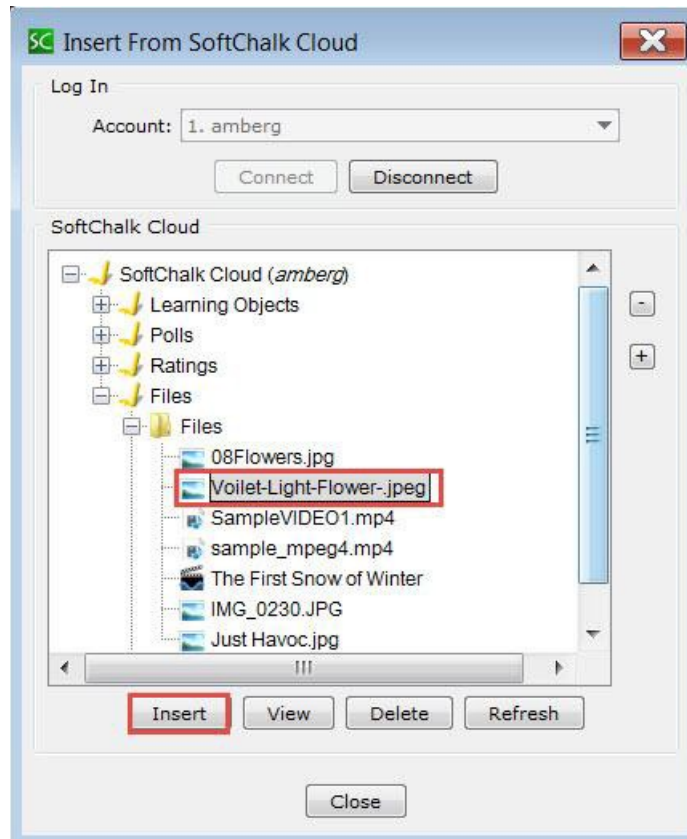 SC Insert From SoftChalk Cloud
Log In
Account: 1. amberg
Connect Disconnect
SoftChalk Cloud
SoftChalk Cloud (amberg)
Learning Objects
Polls
Ratings
Files
Files
08Flowers.jpg
Voilet-Light-Flower-.jpeg
SampleVIDEO1.mp4
sample_mpeg4.mp4
The First Snow of Winter
IMG_0230.JPG
Just Havoc.jpg
Insert View Delete Refresh
Close